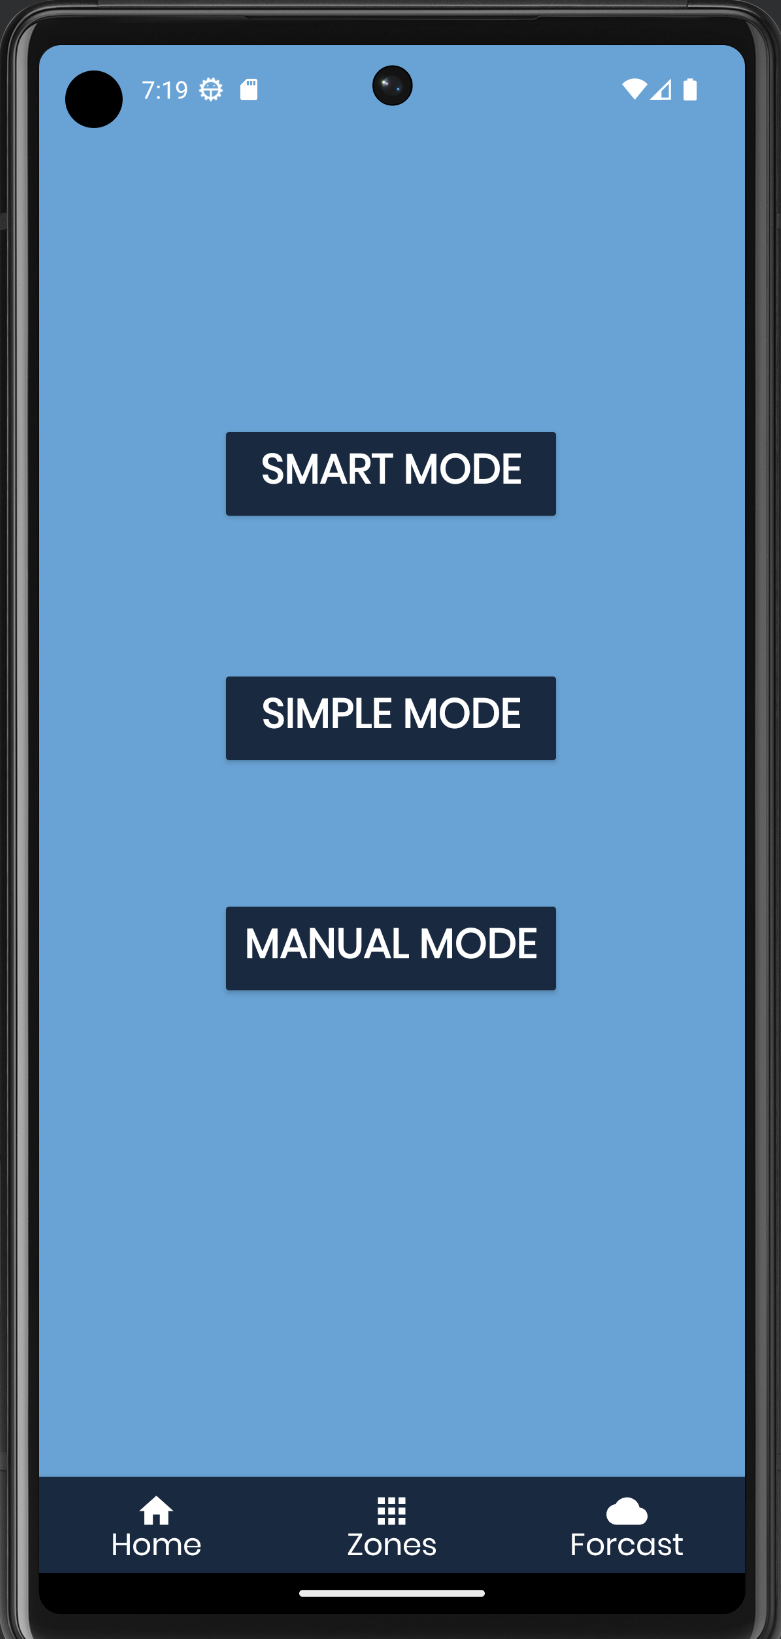 7:19
SMART MODE
SIMPLE MODE
MANUAL MODE
Home Zones Forcast